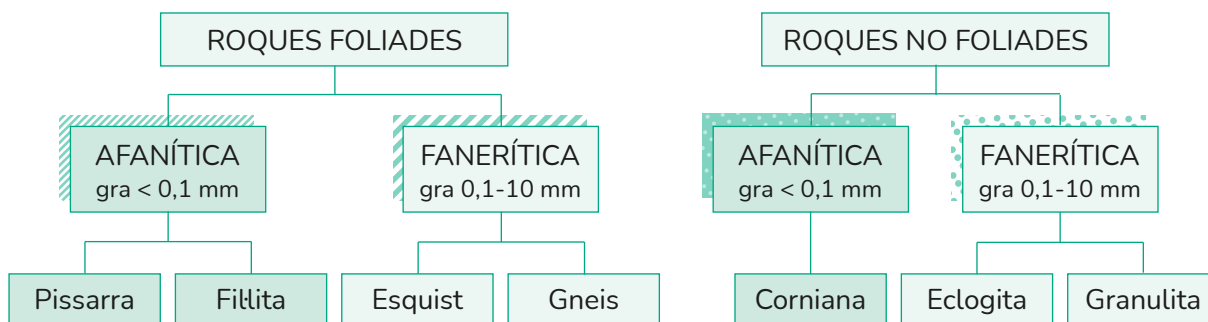 ROQUES FOLIADES
AFANÍTICA
gra < 0,1 mm
FANERÍTICA
gra 0,1-10 mm
Pissarra
Fil·lita
Esquist
Gneis
ROQUES NO FOLIADES
AFANÍTICA
gra < 0,1 mm
FANERÍTICA
gra 0,1-10 mm
Corniana
Eclogita
Granulita